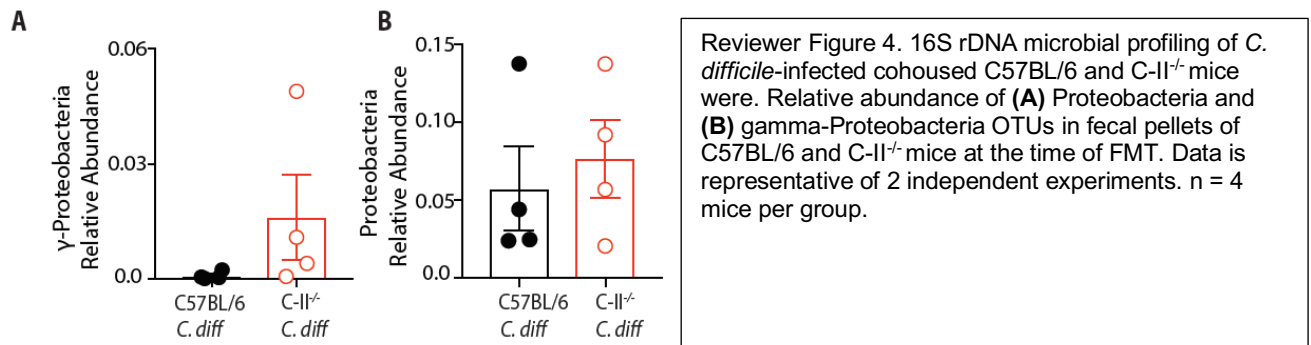 A
γ-Proteobacteria
Relative Abundance
0.06
0.03
0.0
C57BL/6
C. diff
C-II-/-
C. diff
B
Proteobacteria
Relative Abundance
0.15
0.10
0.05
0.0
C57BL/6
C. diff
C-II-/-
C. diff
Reviewer Figure 4. 16S rDNA microbial profiling of C.
difficile-infected cohoused C57BL/6 and C-II-/- mice
were. Relative abundance of (A) Proteobacteria and
(B) gamma-Proteobacteria OTUs in fecal pellets of
C57BL/6 and C-II-/- mice at the time of FMT. Data is
representative of 2 independent experiments. n = 4
mice per group.